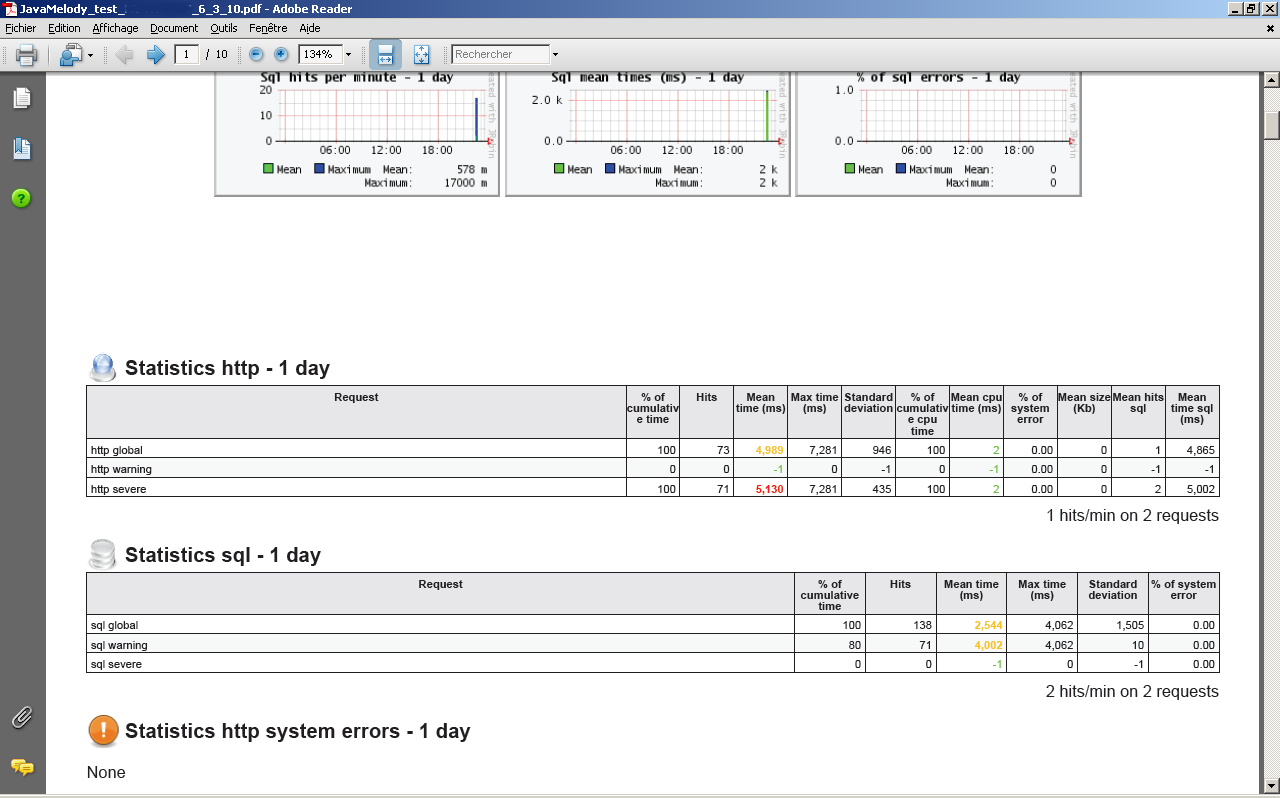 JavaMelody_test_ _6_3_10.pdf - Adobe Reader
Fichier Edition Affichage Document Outils Fenêtre Aide
1 / 10 134% Rechercher
Sql hits per minute - 1 day
20
10
0
06:00 12:00 18:00
Mean Maximum Mean: 578 m
Maximum: 17000 m
Sql mean times (ms) - 1 day
2.0 k
0.0
06:00 12:00 18:00
Mean Maximum Mean: 2 k
Maximum: 2 k
% of sql errors - 1 day
1.0
0.0
06:00 12:00 18:00
Mean Maximum Mean: 0
Maximum: 0
Statistics http - 1 day
Request % of cumulative time Hits Mean time (ms) Max time (ms) Standard deviation % of cumulative cpu time Mean cpu time (ms) % of system error Mean size (Kb) Mean hits sql Mean time sql (ms)
http global 100 73 4,989 7,281 946 100 2 0.00 0 1 4,865
http warning 0 0 -1 0 -1 0 -1 0.00 0 -1 -1
http severe 100 71 5,130 7,281 435 100 2 0.00 0 2 5,002
1 hits/min on 2 requests
Statistics sql - 1 day
Request % of cumulative time Hits Mean time (ms) Max time (ms) Standard deviation % of system error
sql global 100 138 2,544 4,062 1,505 0.00
sql warning 80 71 4,002 4,062 10 0.00
sql severe 0 0 -1 0 -1 0.00
2 hits/min on 2 requests
Statistics http system errors - 1 day
None